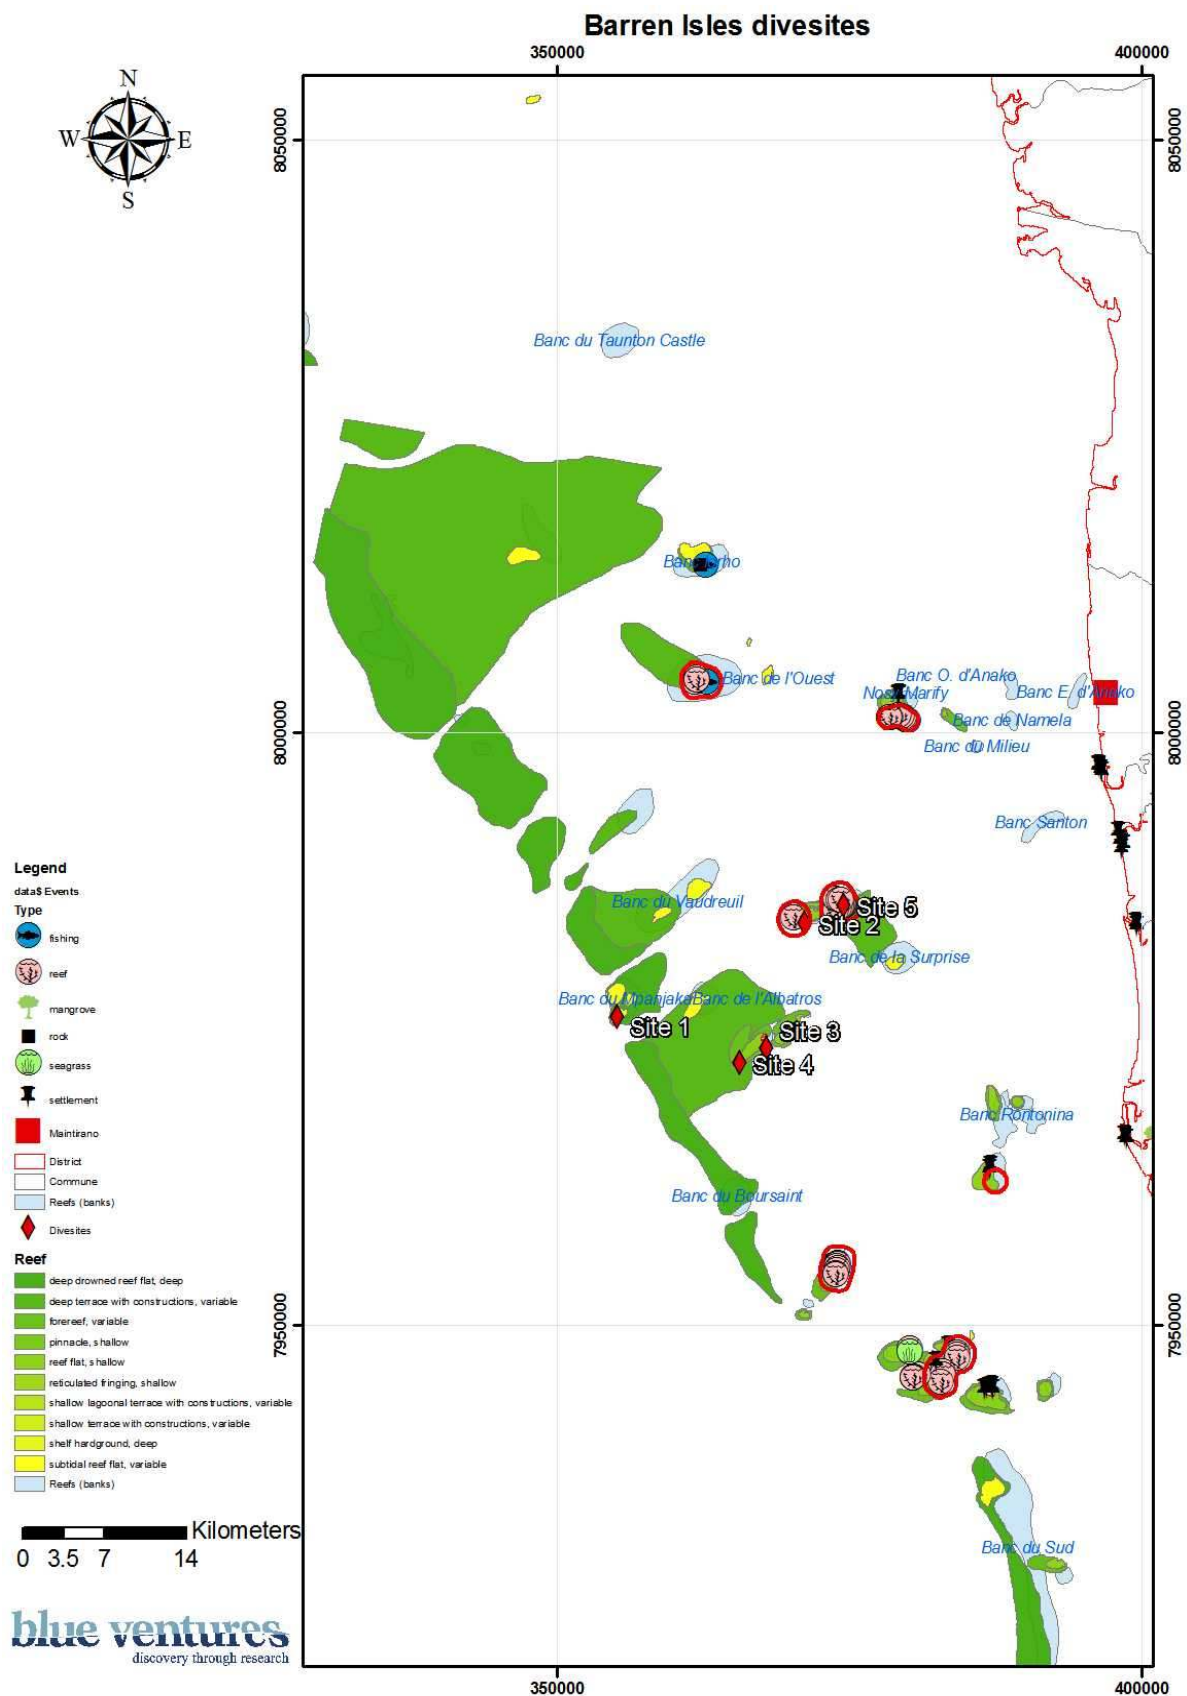 Barren Isles divesites
350000
400000
N
W
E
S
8050000
8050000
Banc du Taunton Castle
Banc de l'Ouest
Banc O. d'Anako
Nosy Marify
Banc E. d'Anako
Banc de Namela
Banc du Milieu
8000000
8000000
Banc Santon
Banc du Vaudreuil
Site 5
Site 2
Banc de la Surprise
Banc du Mpanjaka
Banc de l'Albatros
Site 1
Site 3
Site 4
Banc Rontonina
Banc du Boursaint
7950000
7950000
Banc du Sud
Legend
data$ Events
Type
fishing
reef
mangrove
rock
seagrass
settlement
Maintirano
District
Commune
Reefs (banks)
Divesites
Reef
deep drowned reef flat, deep
deep terrace with constructions, variable
forereef, variable
pinnacle, shallow
reef flat, shallow
reticulated fringing, shallow
shallow lagoonal terrace with constructions, variable
shallow terrace with constructions, variable
shelf hardground, deep
subtidal reef flat, variable
Reefs (banks)
Kilometers
0 3.5 7 14
blue ventures
discovery through research
350000
400000